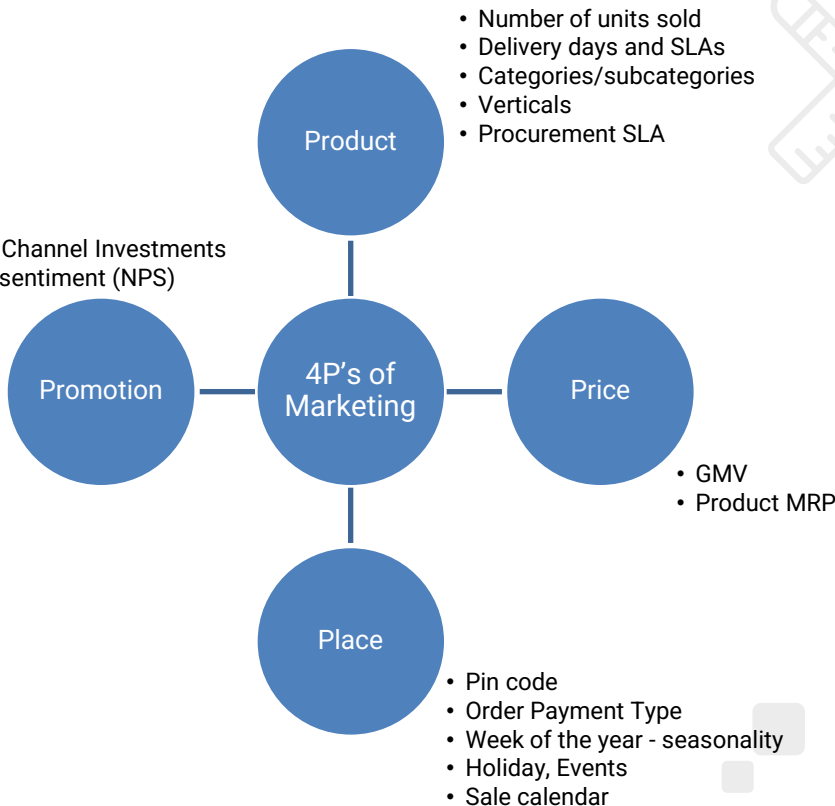 • Number of units sold
• Delivery days and SLAs
• Categories/subcategories
• Verticals
• Procurement SLA
Product
Channel Investments
sentiment (NPS)
Promotion
4P’s of
Marketing
Price
• GMV
• Product MRP
Place
• Pin code
• Order Payment Type
• Week of the year - seasonality
• Holiday, Events
• Sale calendar